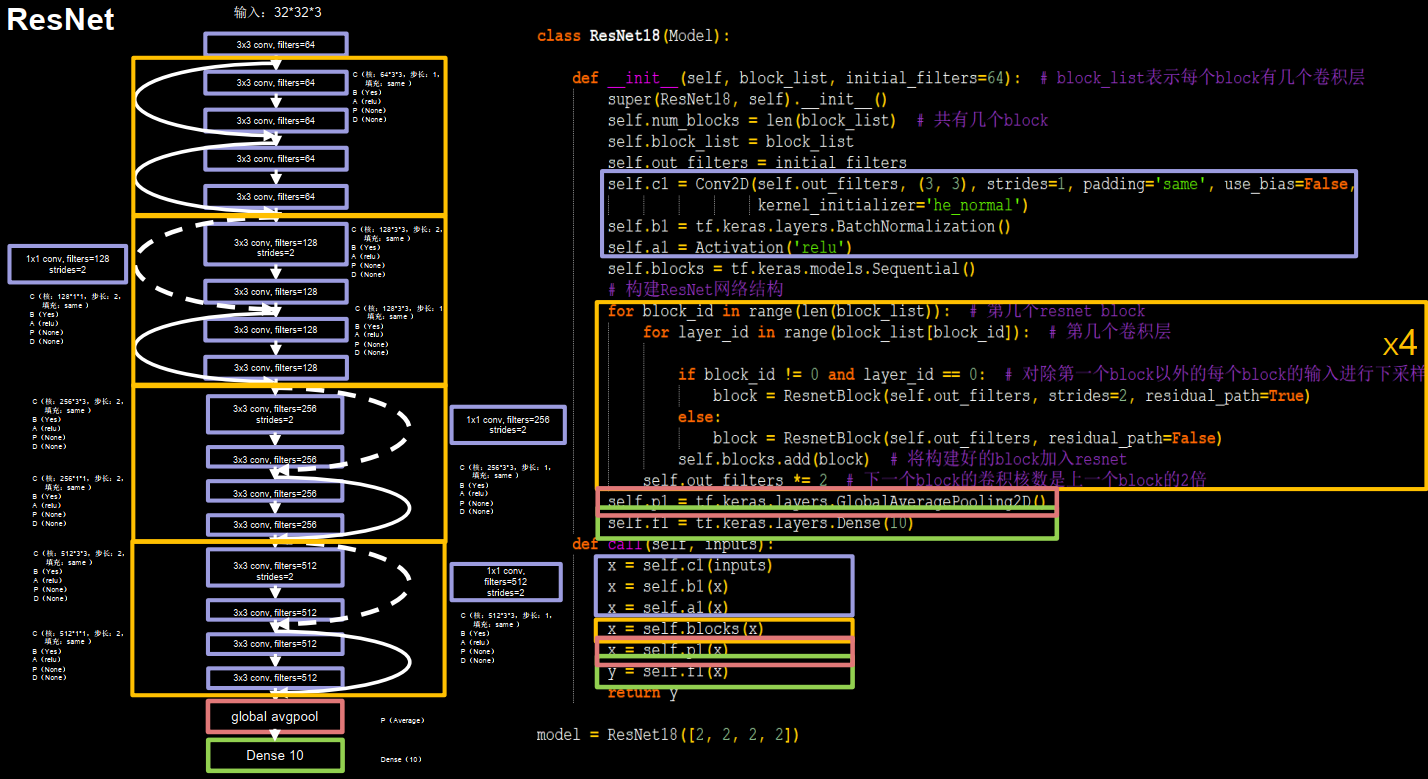 ResNet
输入：32*32*3
3x3 conv, filters=64
3x3 conv, filters=64
C（核：64*3*3，步长：1，
填充：same ）
B（Yes）
A（relu）
P（None）
D（None）
3x3 conv, filters=64
3x3 conv, filters=64
3x3 conv, filters=64
3x3 conv, filters=128
strides=2
C（核：128*3*3，步长：2，
填充：same ）
B（Yes）
A（relu）
P（None）
D（None）
1x1 conv, filters=128
strides=2
C（核：128*1*1，步长：2，
填充：same ）
B（Yes）
A（relu）
P（None）
D（None）
3x3 conv, filters=128
3x3 conv, filters=128
3x3 conv, filters=128
C（核：128*3*3，步长：1
填充：same ）
B（Yes）
A（relu）
P（None）
D（None）
C（核：256*3*3，步长：2，
填充：same ）
B（Yes）
A（relu）
P（None）
D（None）
3x3 conv, filters=256
strides=2
1x1 conv, filters=256
strides=2
3x3 conv, filters=256
3x3 conv, filters=256
3x3 conv, filters=256
C（核：256*1*1，步长：2，
填充：same ）
B（Yes）
A（relu）
P（None）
D（None）
C（核：256*3*3，步长：1，
填充：same ）
B（Yes）
A（relu）
P（None）
D（None）
C（核：512*3*3，步长：2，
填充：same ）
B（Yes）
A（relu）
P（None）
D（None）
3x3 conv, filters=512
strides=2
1x1 conv,
filters=512
strides=2
3x3 conv, filters=512
3x3 conv, filters=512
3x3 conv, filters=512
C（核：512*1*1，步长：2，
填充：same ）
B（Yes）
A（relu）
P（None）
D（None）
C（核：512*3*3，步长：1，
填充：same ）
B（Yes）
A（relu）
P（None）
D（None）
global avgpool
P（Average）
Dense 10
Dense（10）
class ResNet18(Model):
def __init__(self, block_list, initial_filters=64): # block_list表示每个block有几个卷积层
super(ResNet18, self).__init__()
self.num_blocks = len(block_list) # 共有几个block
self.block_list = block_list
self.out_filters = initial_filters
self.c1 = Conv2D(self.out_filters, (3, 3), strides=1, padding='same', use_bias=False,
kernel_initializer='he_normal')
self.b1 = tf.keras.layers.BatchNormalization()
self.a1 = Activation('relu')
self.blocks = tf.keras.models.Sequential()
# 构建ResNet网络结构
for block_id in range(len(block_list)): # 第几个resnet block
for layer_id in range(block_list[block_id]): # 第几个卷积层
x4
if block_id != 0 and layer_id == 0: # 对除第一个block以外的每个block的输入进行下采样
block = ResnetBlock(self.out_filters, strides=2, residual_path=True)
else:
block = ResnetBlock(self.out_filters, residual_path=False)
self.blocks.add(block) # 将构建好的block加入resnet
self.out_filters *= 2 # 下一个block的卷积核数是上一个block的2倍
self.p1 = tf.keras.layers.GlobalAveragePooling2D()
self.f1 = tf.keras.layers.Dense(10)
def call(self, inputs):
x = self.c1(inputs)
x = self.b1(x)
x = self.a1(x)
x = self.blocks(x)
x = self.p1(x)
y = self.f1(x)
return y
model = ResNet18([2, 2, 2, 2])